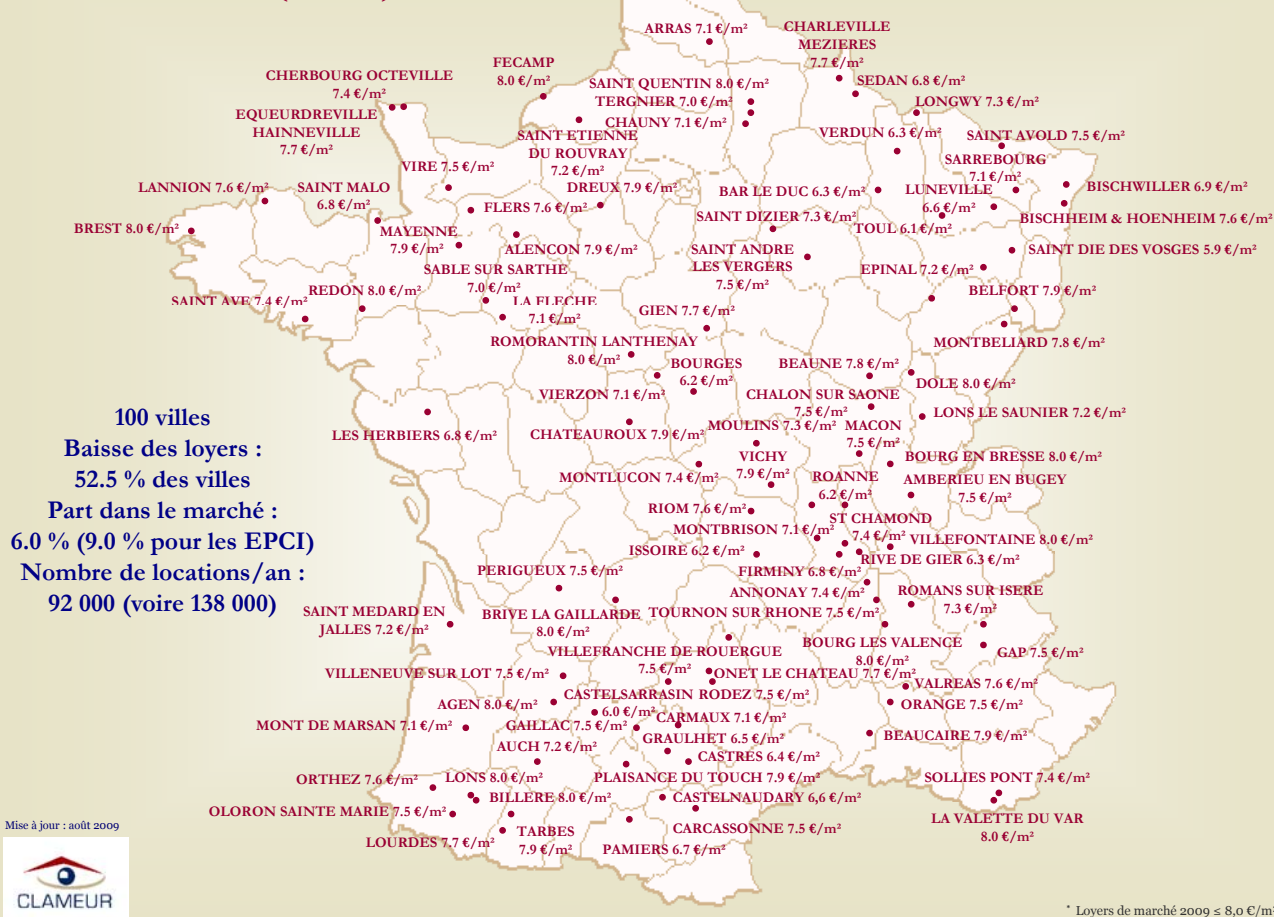 ARRAS 7.1 €/m²
CHARLEVILLE
MEZIERES
7.7 €/m²
FECAMP
8.0 €/m²
CHERBOURG OCTEVILLE
7.4 €/m²
SAINT QUENTIN 8.0 €/m²
SEDAN 6.8 €/m²
TERGNIER 7.0 €/m²
LONGWY 7.3 €/m²
EQUEURDREVILLE
HAINNEVILLE
7.7 €/m²
CHAUNY 7.1 €/m²
VERDUN 6.3 €/m²
SAINT AVOLD 7.5 €/m²
SAINT ETIENNE
DU ROUVRAY
7.2 €/m²
SARREBOURG
7.1 €/m²
VIRE 7.5 €/m²
LANNION 7.6 €/m²
SAINT MALO
6.8 €/m²
DREUX 7.9 €/m²
BAR LE DUC 6.3 €/m²
LUNEVILLE
6.6 €/m²
BISCHWILLER 6.9 €/m²
FLERS 7.6 €/m²
SAINT DIZIER 7.3 €/m²
BISCHHEIM & HOENHEIM 7.6 €/m²
BREST 8.0 €/m²
MAYENNE
7.9 €/m²
TOUL 6.1 €/m²
ALENCON 7.9 €/m²
SAINT ANDRE
LES VERGERS
7.5 €/m²
SAINT DIE DES VOSGES 5.9 €/m²
SABLE SUR SARTHE
7.0 €/m²
EPINAL 7.2 €/m²
SAINT AVE 7.4 €/m²
REDON 8.0 €/m²
LA FLECHE
7.1 €/m²
GIEN 7.7 €/m²
BELFORT 7.9 €/m²
ROMORANTIN LANTHENAY
8.0 €/m²
MONTBELIARD 7.8 €/m²
BOURGES
6.2 €/m²
BEAUNE 7.8 €/m²
DOLE 8.0 €/m²
VIERZON 7.1 €/m²
CHALON SUR SAONE
7.5 €/m²
LONS LE SAUNIER 7.2 €/m²
100 villes
Baisse des loyers :
52.5 % des villes
Part dans le marché :
6.0 % (9.0 % pour les EPCI)
Nombre de locations/an :
92 000 (voire 138 000)
LES HERBIERS 6.8 €/m²
CHATEAUROUX 7.9 €/m²
MOULINS 7.3 €/m²
MACON
7.5 €/m²
VICHY
7.9 €/m²
BOURG EN BRESSE 8.0 €/m²
MONTLUCON 7.4 €/m²
ROANNE
6.2 €/m²
AMBERIEU EN BUGEY
7.5 €/m²
RIOM 7.6 €/m²
MONTBRISON 7.1 €/m²
ST CHAMOND
7.4 €/m²
VILLEFONTAINE 8.0 €/m²
ISSOIRE 6.2 €/m²
RIVE DE GIER 6.3 €/m²
PERIGUEUX 7.5 €/m²
FIRMINY 6.8 €/m²
ANNONAY 7.4 €/m²
ROMANS SUR ISERE
7.3 €/m²
SAINT MEDARD EN
JALLES 7.2 €/m²
BRIVE LA GAILLARDE
8.0 €/m²
TOURNON SUR RHONE 7.5 €/m²
VILLEFRANCHE DE ROUERGUE
7.5 €/m²
BOURG LES VALENCE
8.0 €/m²
GAP 7.5 €/m²
VILLENEUVE SUR LOT 7.5 €/m²
ONET LE CHATEAU 7.7 €/m²
VALREAS 7.6 €/m²
CASTELSARRASIN
6.0 €/m²
RODEZ 7.5 €/m²
AGEN 8.0 €/m²
ORANGE 7.5 €/m²
MONT DE MARSAN 7.1 €/m²
GAILLAC 7.5 €/m²
CARMAUX 7.1 €/m²
BEAUCAIRE 7.9 €/m²
AUCH 7.2 €/m²
GRAULHET 6.5 €/m²
CASTRES 6.4 €/m²
ORTHEZ 7.6 €/m²
LONS 8.0 €/m²
PLAISANCE DU TOUCH 7.9 €/m²
SOLLIES PONT 7.4 €/m²
BILLERE 8.0 €/m²
CASTELNAUDARY 6,6 €/m²
OLORON SAINTE MARIE 7.5 €/m²
LA VALETTE DU VAR
8.0 €/m²
CARCASSONNE 7.5 €/m²
LOURDES 7.7 €/m²
TARBES
7.9 €/m²
PAMIERS 6.7 €/m²
Mise à jour : août 2009
CLAMEUR
* Loyers de marché 2009 ≤ 8,0 €/m²